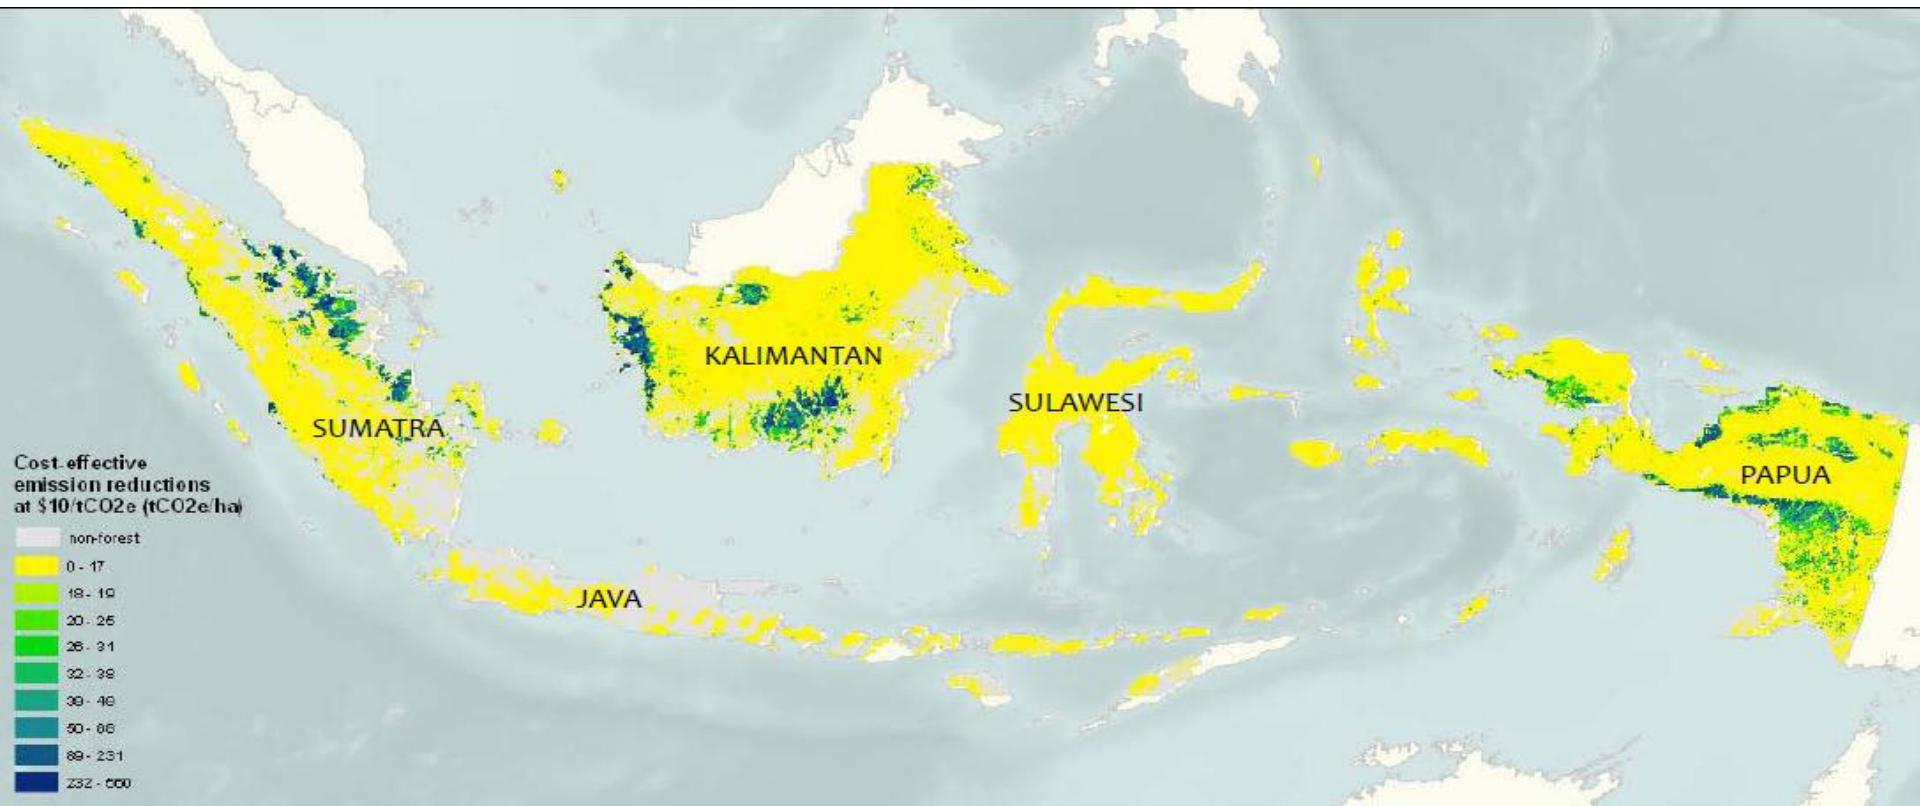 KALIMANTAN
SULAWESI
SUMATRA
PAPUA
JAVA
Cost-effective
emission reductions
at $10/tCO2e (tCO2e/ha)
non-forest
0 - 17
18 - 19
20 - 25
26 - 31
32 - 38
39 - 49
50 - 88
89 - 231
232 - 660